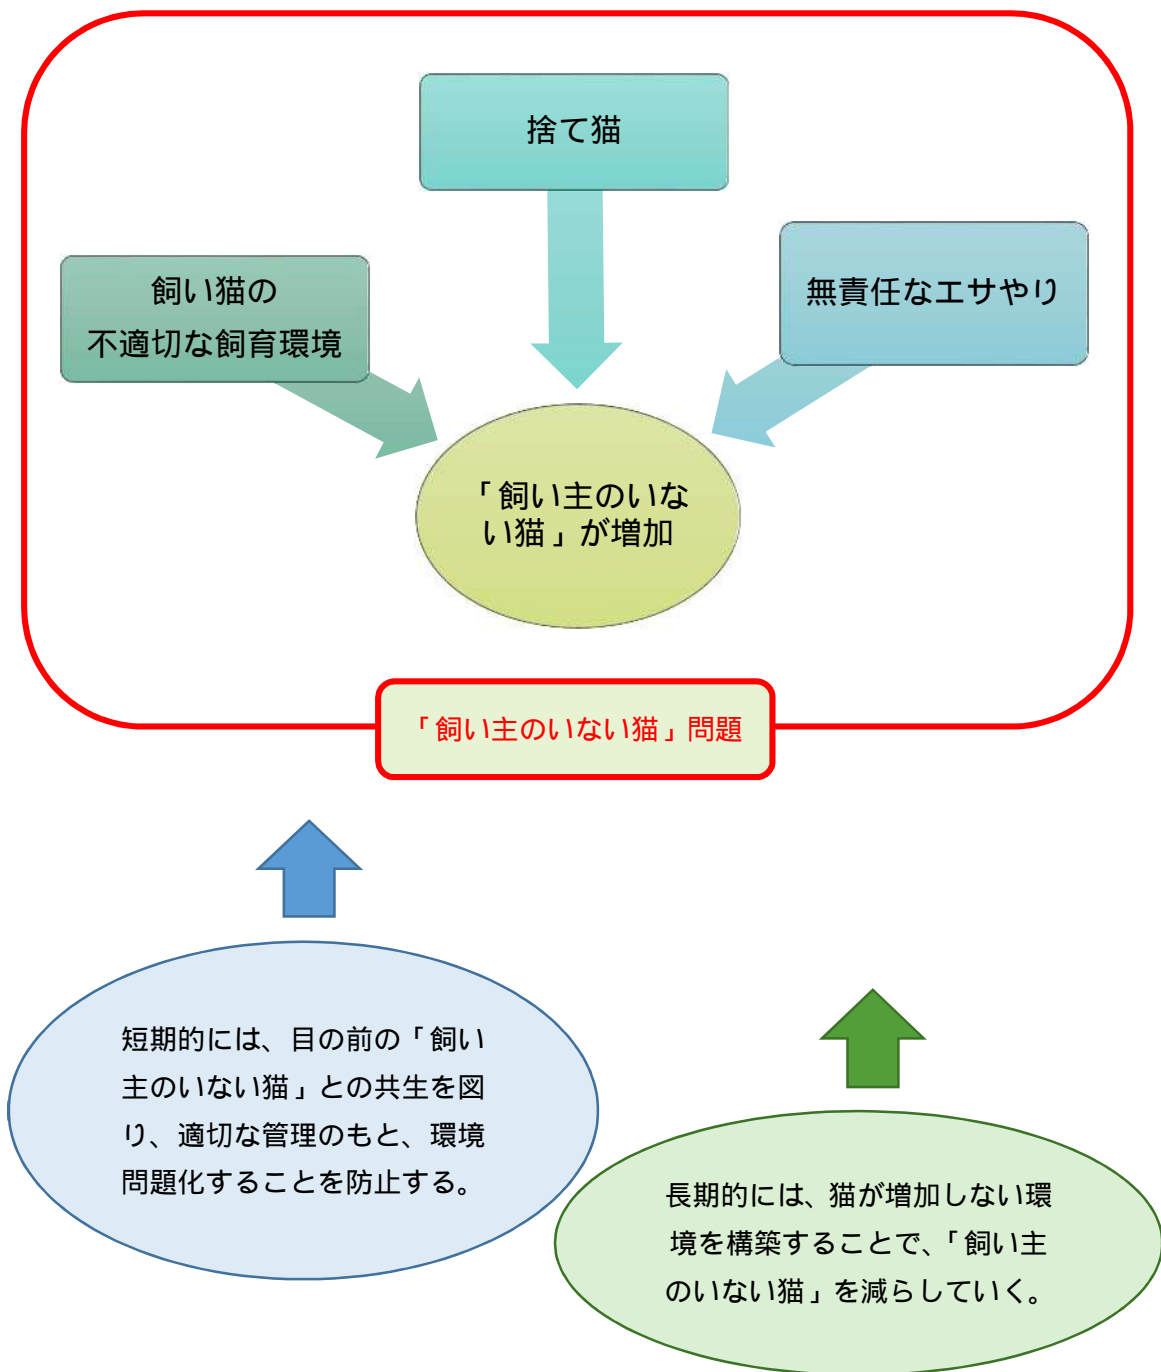 捨て猫
飼い猫の
不適切な飼育環境
無責任なエサやり
「飼い主のいな
い猫」が増加
「飼い主のいない猫」問題
短期的には、目の前の「飼い
主のいない猫」との共生を図
り、適切な管理のもと、環境
問題化することを防止する。
長期的には、猫が増加しない環
境を構築することで、「飼い主
のいない猫」を減らしていく。